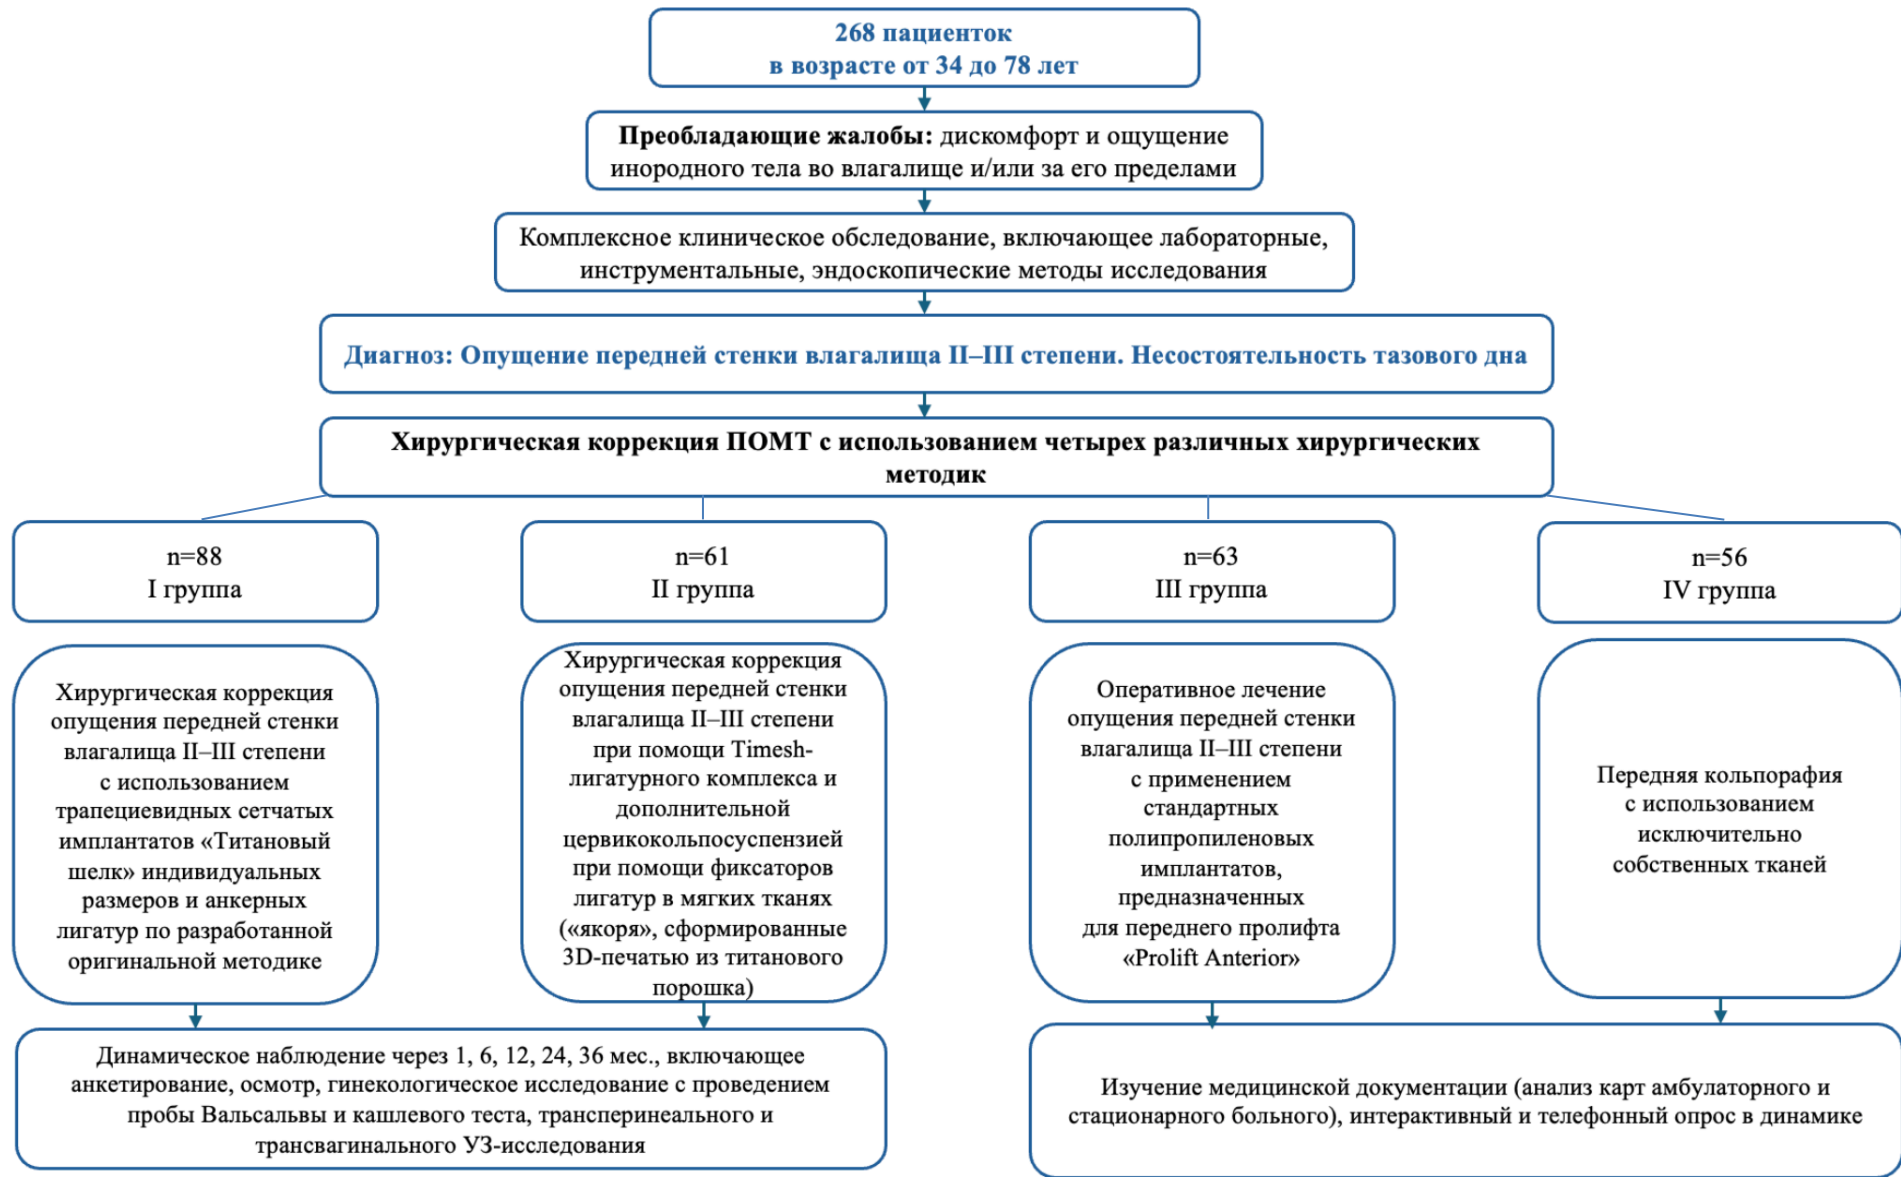 268 пациенток
в возрасте от 34 до 78 лет
Преобладающие жалобы: дискомфорт и ощущение
инородного тела во влагалище и/или за его пределами
Комплексное клиническое обследование, включающее лабораторные,
инструментальные, эндоскопические методы исследования
Диагноз: Опущение передней стенки влагалища II–III степени. Несостоятельность тазового дна
Хирургическая коррекция ПОМТ с использованием четырех различных хирургических
методик
n=88
I группа
n=61
II группа
n=63
III группа
n=56
IV группа
Хирургическая коррекция
опущения передней стенки
влагалища II–III степени
с использованием
трапециевидных сетчатых
имплантатов «Титановый
шелк» индивидуальных
размеров и анкерных
лигатур по разработанной
оригинальной методике
Хирургическая коррекция
опущения передней стенки
влагалища II–III степени
при помощи Timesh-
лигатурного комплекса и
дополнительной
цервикокольпосуспензией
при помощи фиксаторов
лигатур в мягких тканях
(«якоря», сформированные
3D-печатью из титанового
порошка)
Оперативное лечение
опущения передней стенки
влагалища II–III степени
с применением
стандартных
полипропиленовых
имплантатов,
предназначенных
для переднего пролифта
«Prolift Anterior»
Передняя кольпорафия
с использованием
исключительно
собственных тканей
Динамическое наблюдение через 1, 6, 12, 24, 36 мес., включающее
анкетирование, осмотр, гинекологическое исследование с проведением
пробы Вальсальвы и кашлевого теста, трансперинеального и
трансвагинального УЗ-исследования
Изучение медицинской документации (анализ карт амбулаторного и
стационарного больного), интерактивный и телефонный опрос в динамике